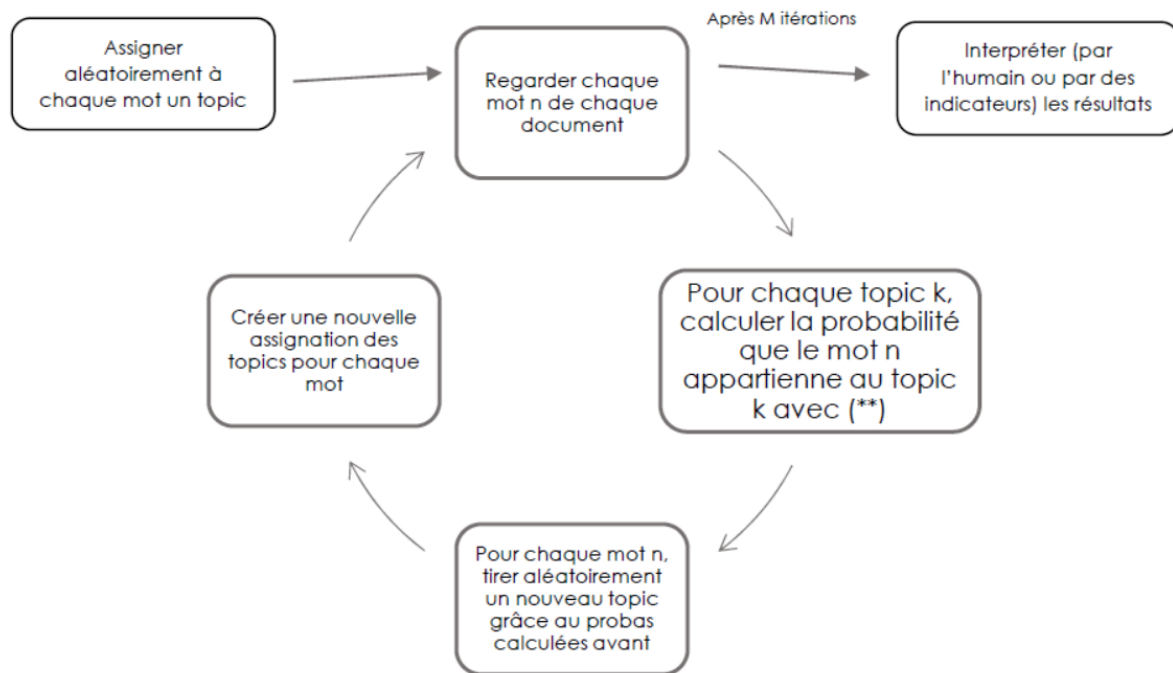 Assigner
aléatoirement à
chaque mot un topic
Regarder chaque
mot n de chaque
document
Après M itérations
Interpréter (par
l'humain ou par des
indicateurs) les résultats
Pour chaque topic k,
calculer la probabilité
que le mot n
appartienne au topic
k avec (**)
Pour chaque mot n,
tirer aléatoirement
un nouveau topic
grâce au probas
calculées avant
Créer une nouvelle
assignation des
topics pour chaque
mot